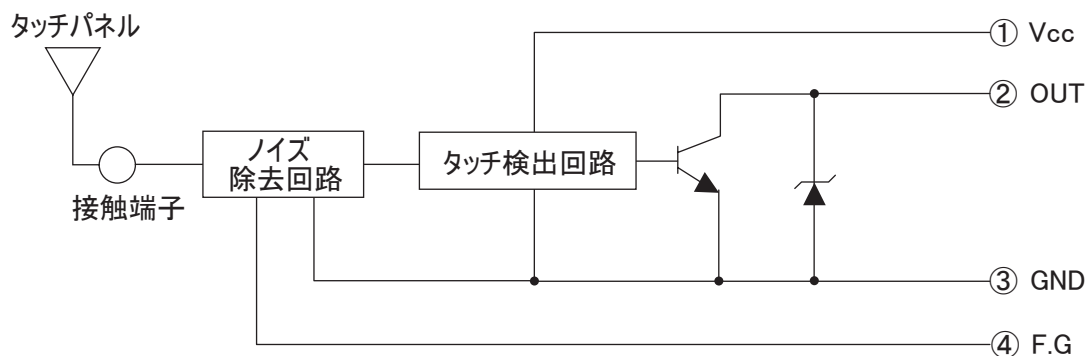 タッチパネル
① Vcc
② OUT
ノイズ
除去回路
タッチ検出回路
接触端子
③ GND
④ F.G